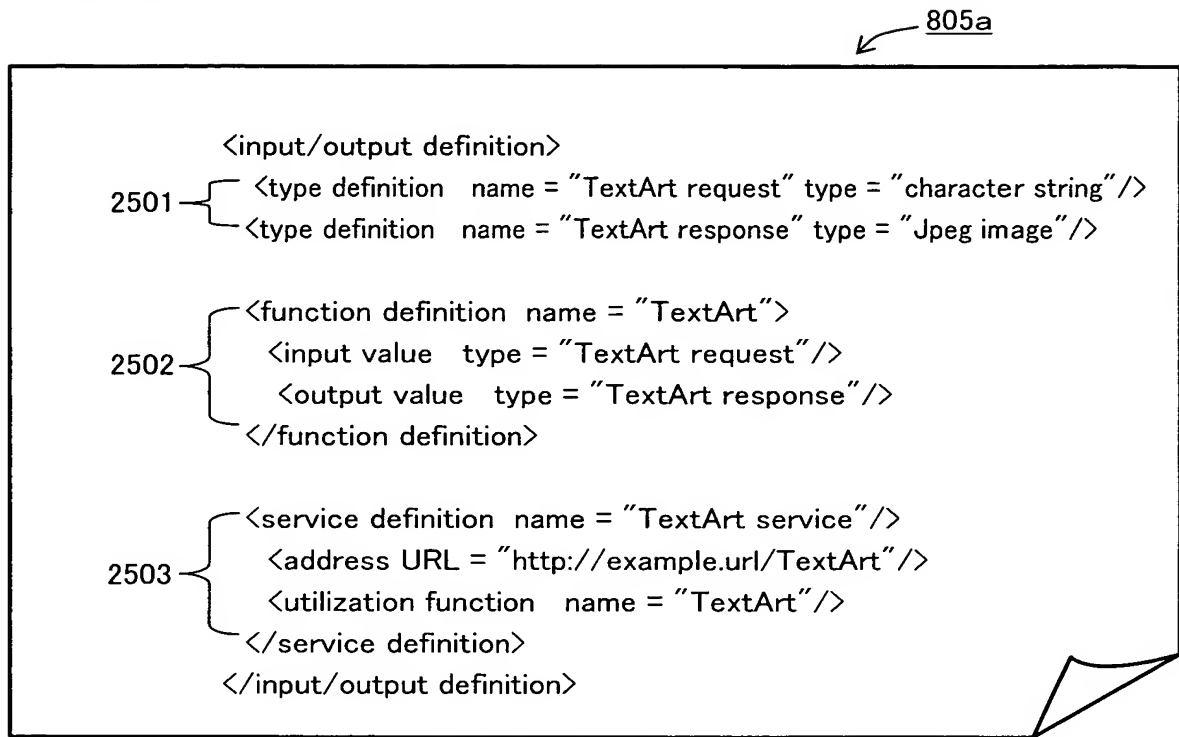 805a
<input/output definition>
2501 <type definition name = "TextArt request" type = "character string"/>
<type definition name = "TextArt response" type = "Jpeg image"/>
<function definition name = "TextArt">
2502 <input value type = "TextArt request"/>
<output value type = "TextArt response"/>
</function definition>
<service definition name = "TextArt service"/>
2503 <address URL = "http://example.url/TextArt"/>
<utilization function name = "TextArt"/>
</service definition>
</input/output definition>